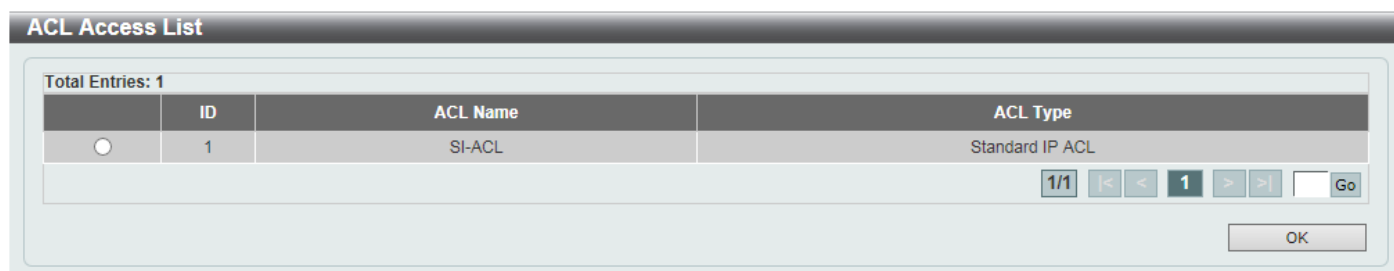 ACL Access List
Total Entries: 1
ID ACL Name ACL Type
1 SI-ACL Standard IP ACL
1/1 |< < 1 > >| Go
OK